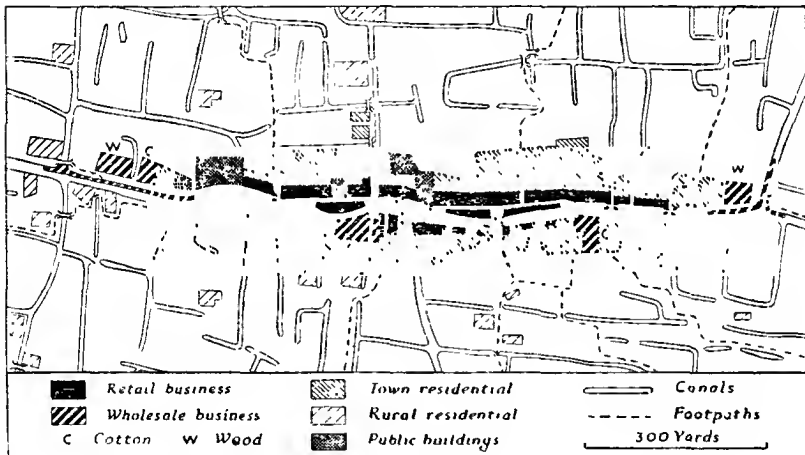 W
C
W
C
Retail business
Town residential
Canals
Wholesale business
Rural residential
Footpaths
C Cotton
W Wood
Public buildings
300 Yards